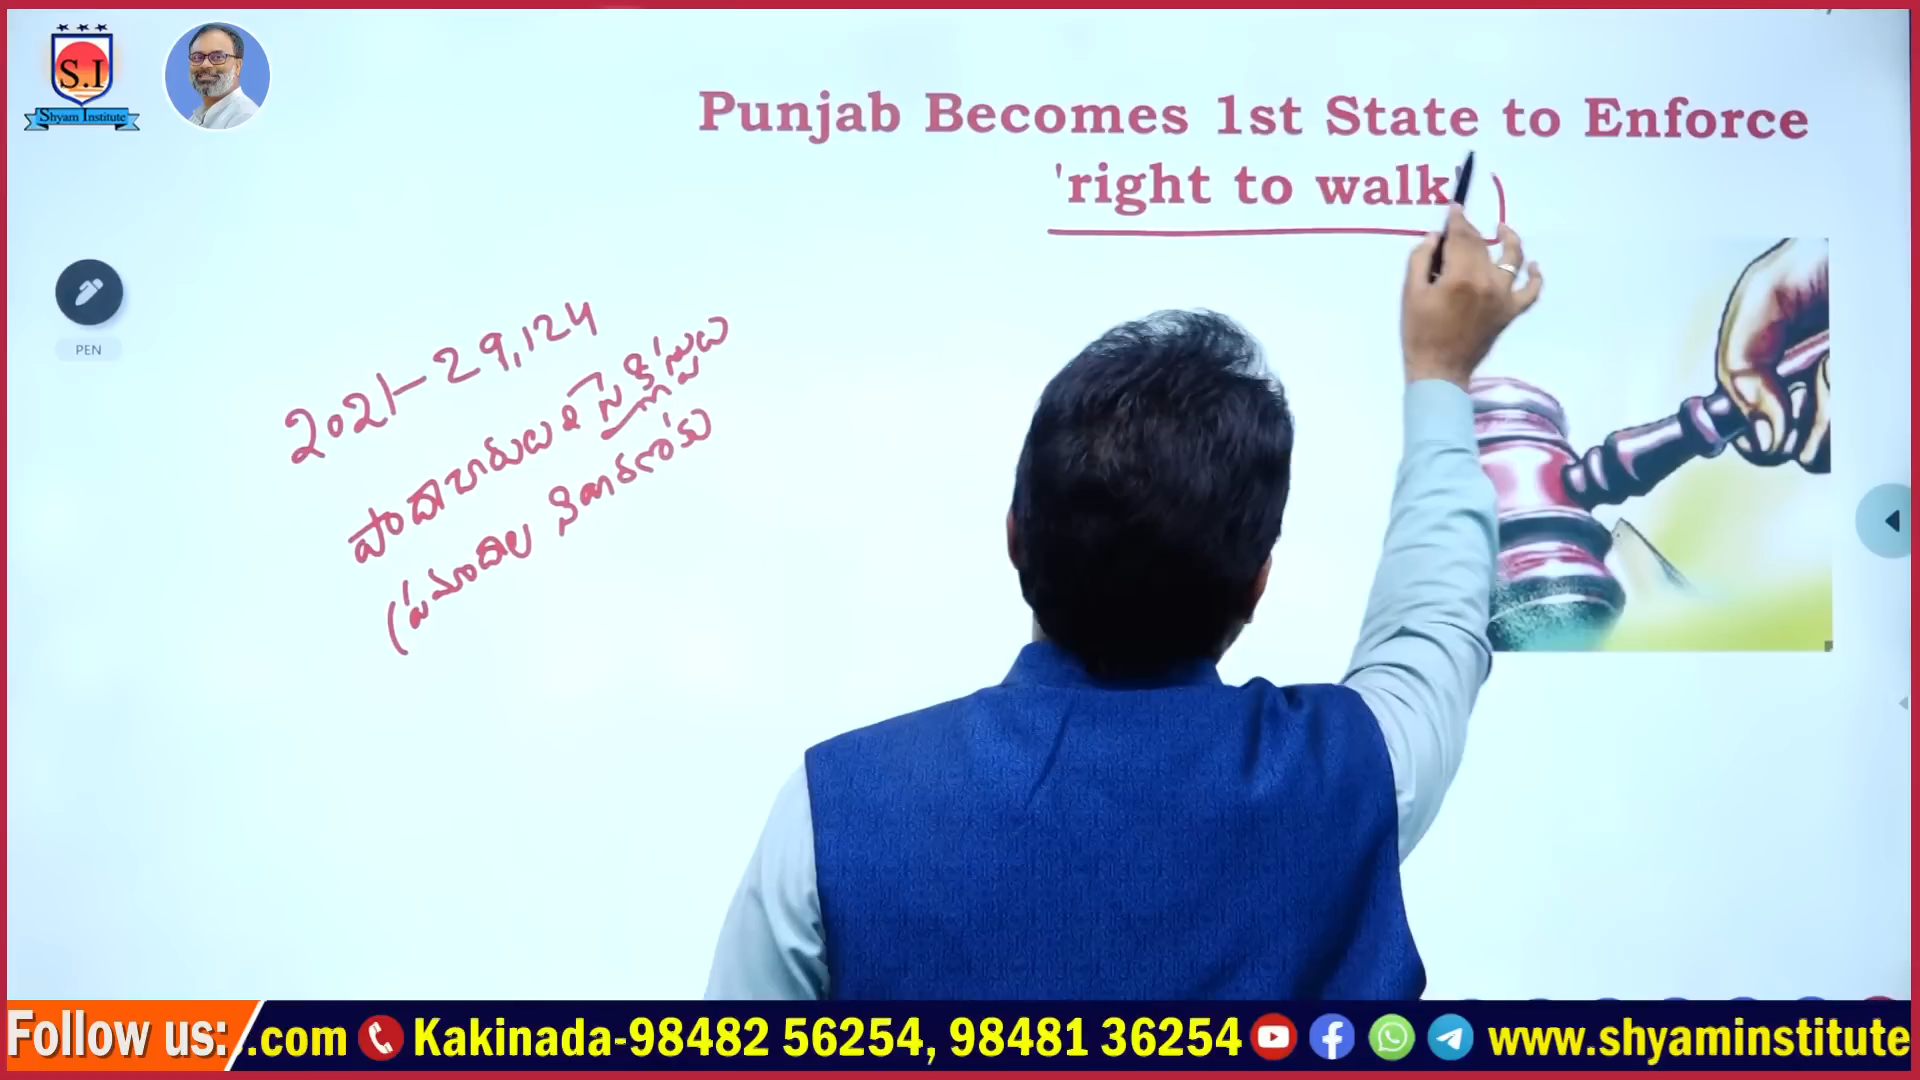 S.I
Shyam Institute
Punjab Becomes 1st State to Enforce
'right to walk'
PEN
2021-29,124
పాదాచారుల
ప్రమాదాల నివారణకు
Follow us:
.com Kakinada-98482 56254, 98481 36254 www.shyaminstitute